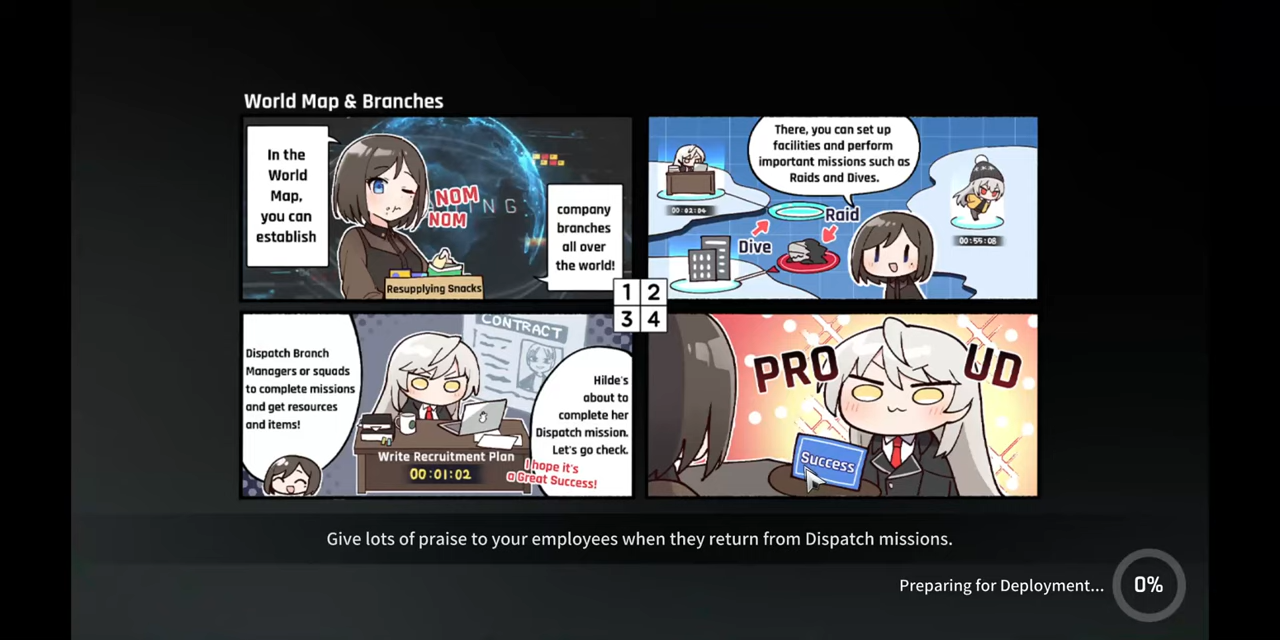 World Map & Branches
In the
World
Map,
you can
establish
NOM
NOM
company
branches
all over
the world!
Resupplying Snacks
There, you can set up
facilities and perform
important missions such as
Raids and Dives.
00:02:04
Raid
Dive
00:55:08
1 2
3 4
Dispatch Branch
Managers or squads
to complete missions
and get resources
and items!
CONTRACT
Hilde's
about to
complete her
Dispatch mission.
Let's go check.
Write Recruitment Plan
00:01:02
I hope it's
a Great Success!
PROUD
Success
Give lots of praise to your employees when they return from Dispatch missions.
Preparing for Deployment...
0%